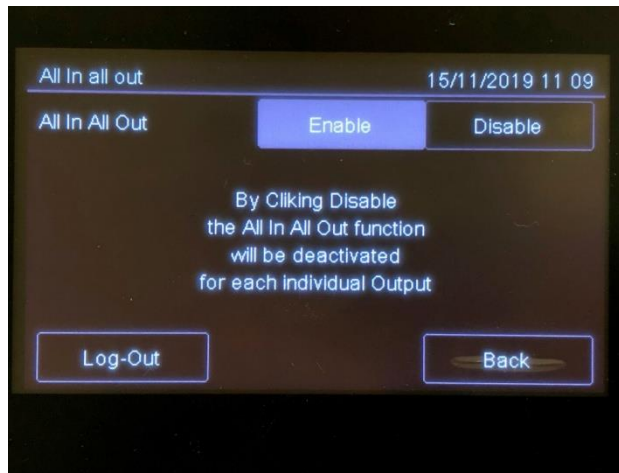 All In all out 15/11/2019 11 09
All In All Out Enable Disable
By Cliking Disable
the All In All Out function
will be deactivated
for each individual Output
Log-Out Back